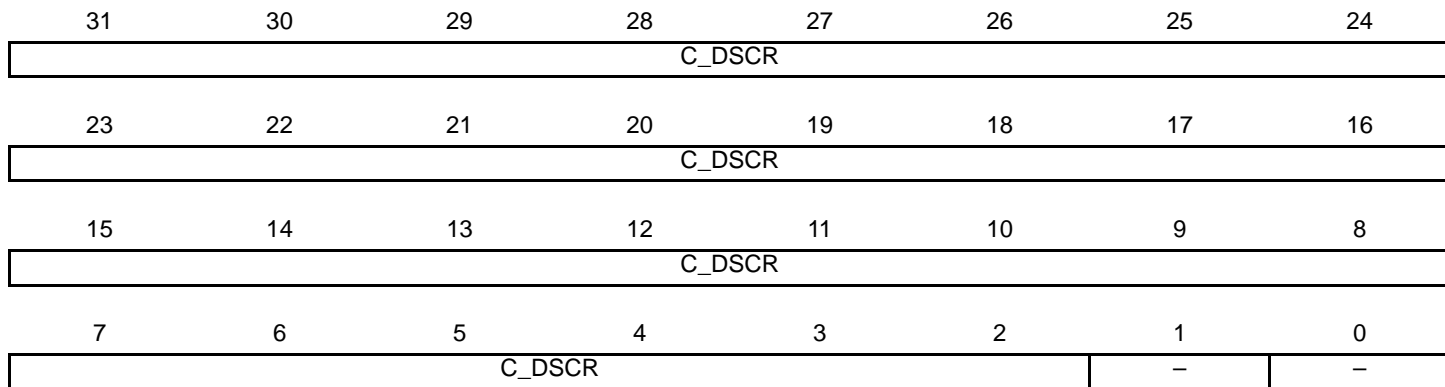 31 30 29 28 27 26 25 24
C_DSCR
23 22 21 20 19 18 17 16
C_DSCR
15 14 13 12 11 10 9 8
C_DSCR
7 6 5 4 3 2 1 0
C_DSCR – –